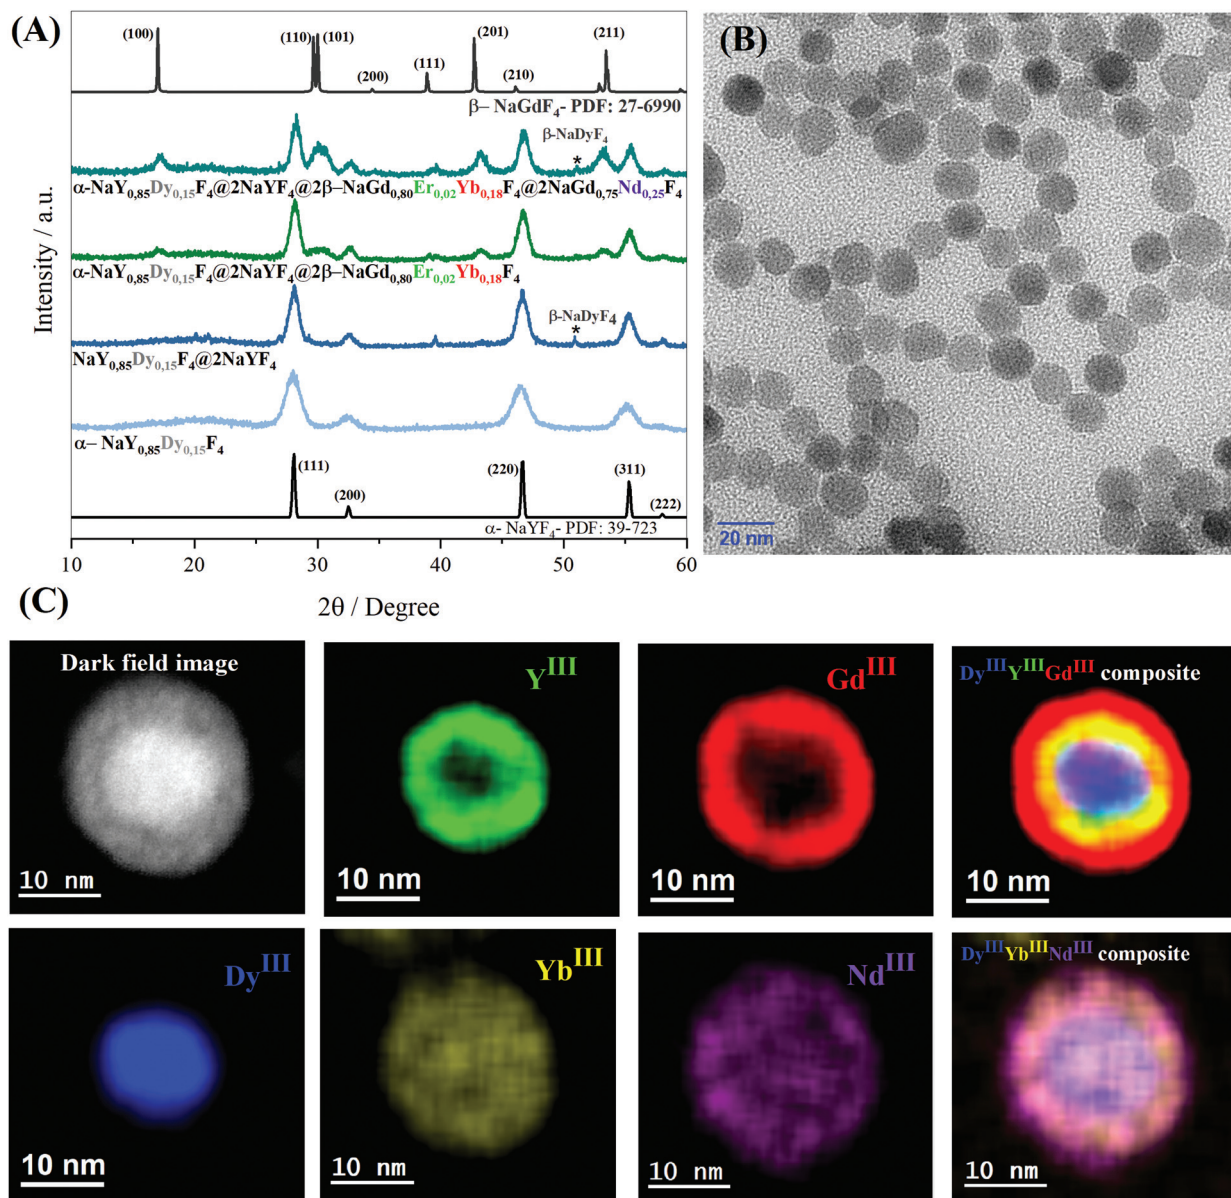 (A)
(100)
(110)
(101)
(200)
(111)
(201)
(210)
(211)
β– NaGdF4- PDF: 27-6990
β-NaDyF4
*
α-NaY0,85Dy0,15F4@2NaYF4@2β–NaGd0,80Er0,02Yb0,18F4@2NaGd0,75Nd0,25F4
α-NaY0,85Dy0,15F4@2NaYF4@2β–NaGd0,80Er0,02Yb0,18F4
β-NaDyF4
*
NaY0,85Dy0,15F4@2NaYF4
α– NaY0,85Dy0,15F4
(111)
(200)
(220)
(311)
(222)
α- NaYF4- PDF: 39-723
10 20 30 40 50 60
2θ / Degree
Intensity / a.u.
(B)
20 nm
(C)
Dark field image
10 nm
YIII
10 nm
GdIII
10 nm
DyIIIYIIIGdIII composite
10 nm
DyIII
10 nm
YbIII
10 nm
NdIII
10 nm
DyIIIYbIIINdIII composite
10 nm